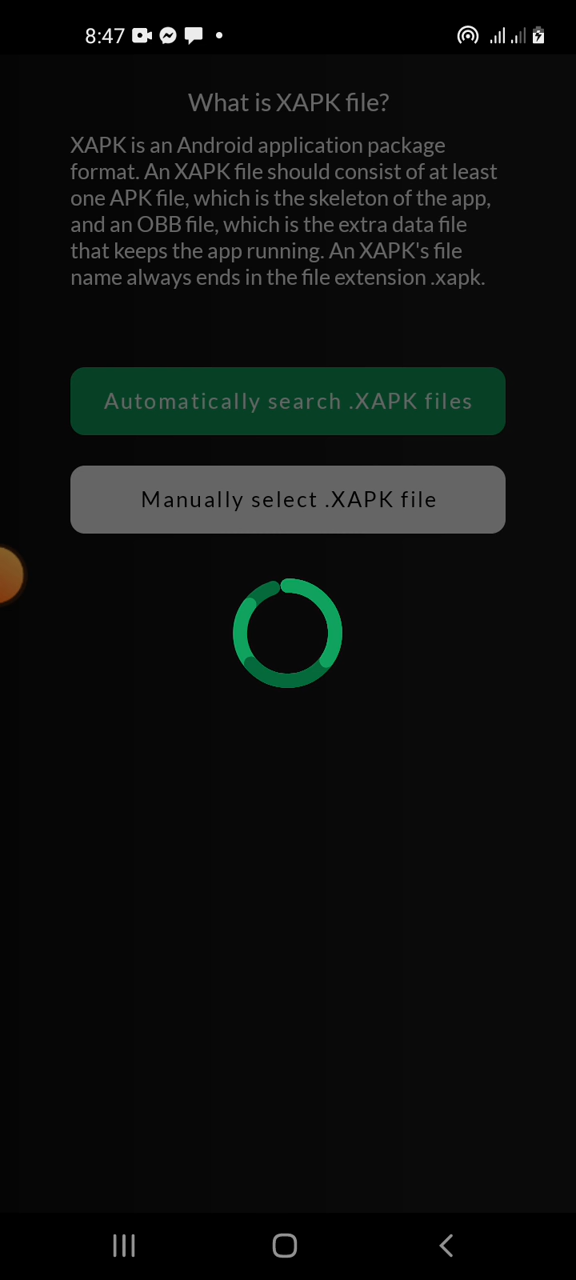 8:47
What is XAPK file?
XAPK is an Android application package
format. An XAPK file should consist of at least
one APK file, which is the skeleton of the app,
and an OBB file, which is the extra data file
that keeps the app running. An XAPK's file
name always ends in the file extension .xapk.
Automatically search .XAPK files
Manually select .XAPK file